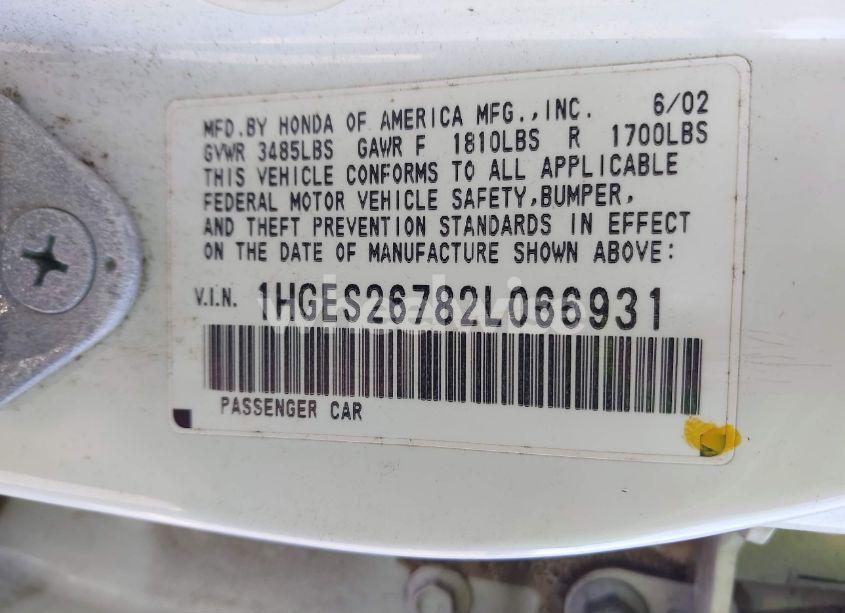 MFD.BY HONDA OF AMERICA MFG.,INC. 6/02
GVWR 3485LBS GAWR F 1810LBS R 1700LBS
THIS VEHICLE CONFORMS TO ALL APPLICABLE
FEDERAL MOTOR VEHICLE SAFETY,BUMPER,
AND THEFT PREVENTION STANDARDS IN EFFECT
ON THE DATE OF MANUFACTURE SHOWN ABOVE:
V.I.N. 1HGES26782L066931
PASSENGER CAR